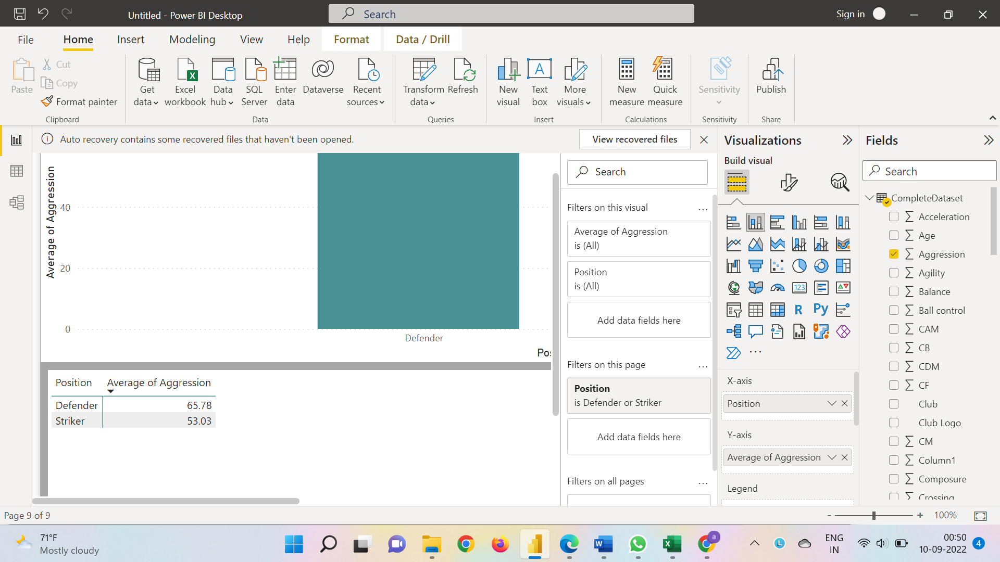 Untitled - Power BI Desktop
Search
Sign in
File
Home
Insert
Modeling
View
Help
Format
Data / Drill
Paste
Cut
Copy
Format painter
Clipboard
Get
data
Excel
workbook
Data
hub
SQL
Server
Enter
data
Dataverse
Recent
sources
Data
Transform
data
Refresh
Queries
New
visual
Text
box
More
visuals
Insert
New
measure
Quick
measure
Calculations
Sensitivity
Sensitivity
Publish
Share
Auto recovery contains some recovered files that haven't been opened.
View recovered files
Average of Aggression
40
20
0
Defender
Position Average of Aggression
Defender 65.78
Striker 53.03
Search
Filters on this visual
...
Average of Aggression
is (All)
Position
is (All)
Add data fields here
Filters on this page
...
Position
is Defender or Striker
Add data fields here
Filters on all pages
...
Visualizations
Build visual
123
R
Py
...
X-axis
Position
Y-axis
Average of Aggression
Legend
Fields
Search
CompleteDataset
Acceleration
Age
Aggression
Agility
Balance
Ball control
CAM
CB
CDM
CF
Club
Club Logo
CM
Column1
Composure
Crossing
Page 9 of 9
- + 100%
71°F
Mostly cloudy
ENG
IN
00:50
10-09-2022
4